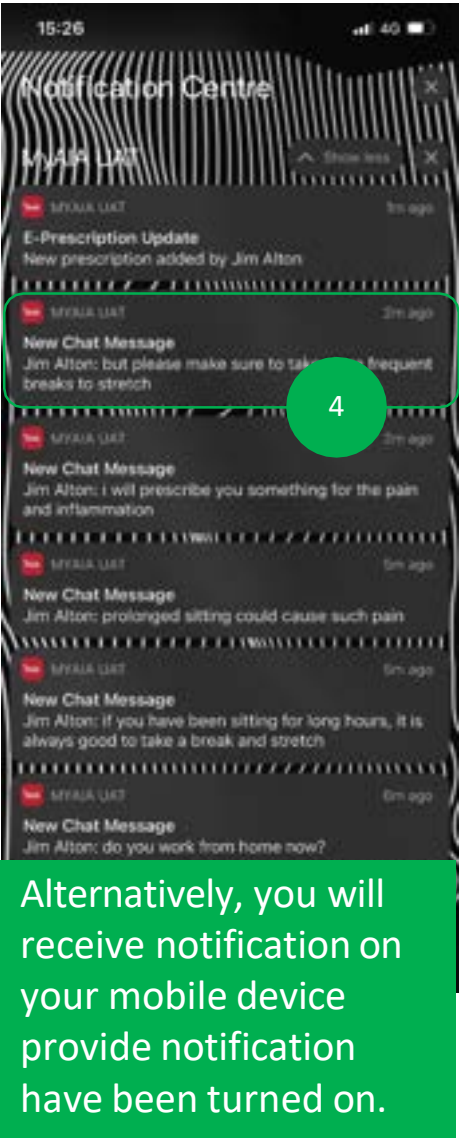 15:26
4G
Notification Centre
MyAIA UAT
Show less
MYAIA UAT
1m ago
E-Prescription Update
New prescription added by Jim Alton
MYAIA UAT
2m ago
New Chat Message
Jim Alton: but please make sure to take frequent
breaks to stretch
4
MYAIA UAT
2m ago
New Chat Message
Jim Alton: i will prescribe you something for the pain
and inflammation
MYAIA UAT
5m ago
New Chat Message
Jim Alton: prolonged sitting could cause such pain
MYAIA UAT
New Chat Message
Jim Alton: if you have been sitting for long hours, it is
always good to take a break and stretch
MYAIA UAT
6m ago
New Chat Message
Jim Alton: do you work from home now?
Alternatively, you will
receive notification on
your mobile device
provide notification
have been turned on.